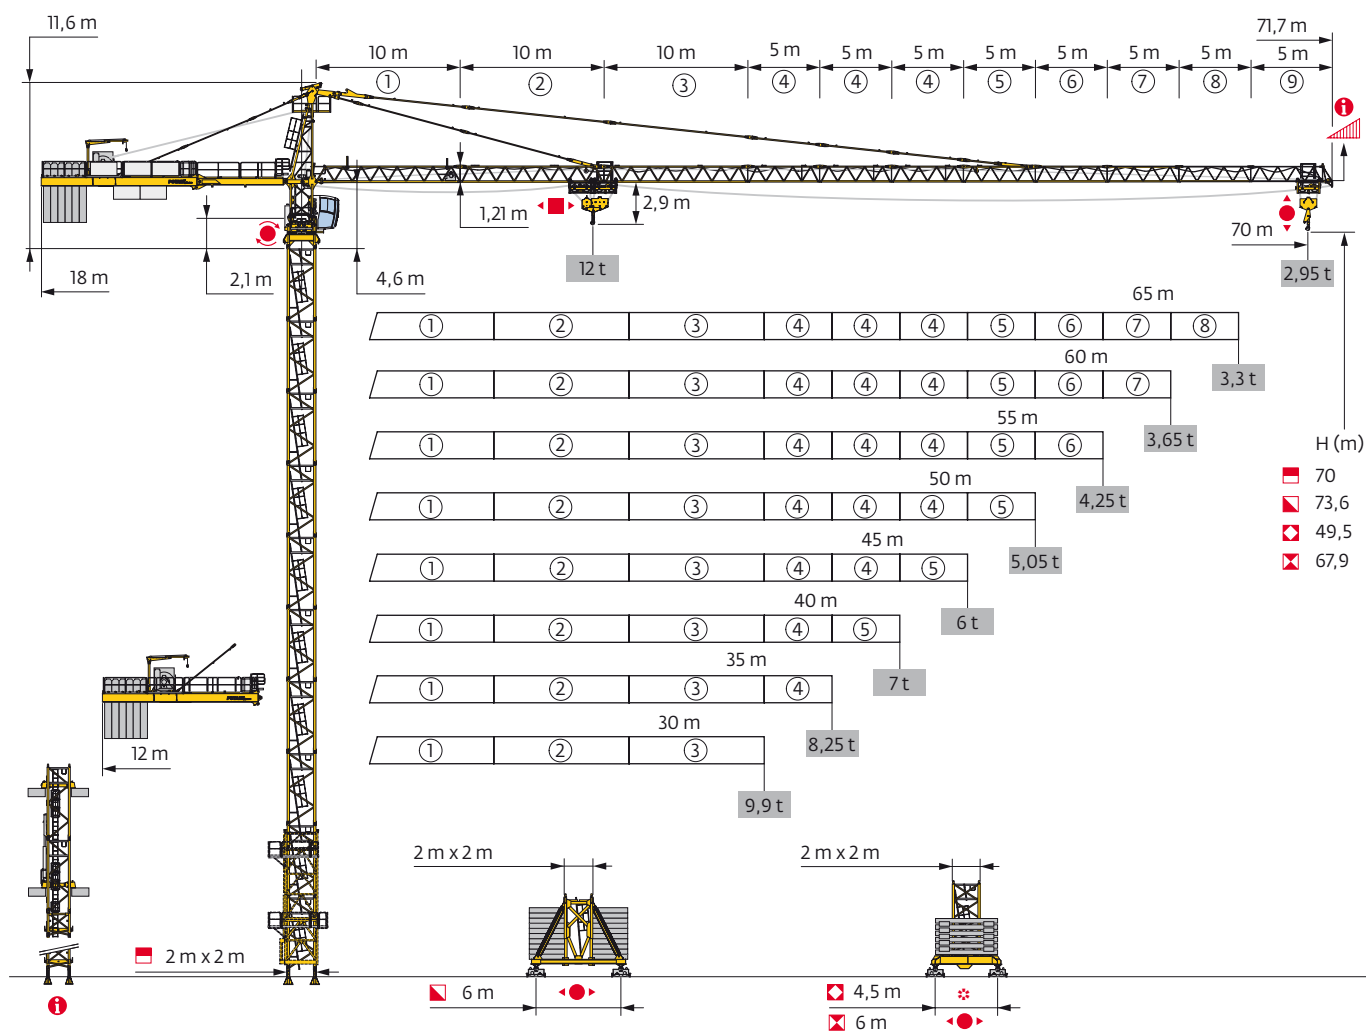 11,6 m
71,7 m
10 m 10 m 10 m 5 m 5 m 5 m 5 m 5 m 5 m 5 m 5 m
1 2 3 4 4 4 5 6 7 8 9
i
1,21 m
2,9 m
70 m
12 t
2,95 t
18 m
2,1 m
4,6 m
65 m
1 2 3 4 4 4 5 6 7 8
3,3 t
60 m
1 2 3 4 4 4 5 6 7
3,65 t
55 m
1 2 3 4 4 4 5 6
4,25 t
50 m
1 2 3 4 4 4 5
5,05 t
45 m
1 2 3 4 4 5
6 t
40 m
1 2 3 4 5
7 t
35 m
1 2 3 4
8,25 t
30 m
1 2 3
9,9 t
H (m)
70
73,6
49,5
67,9
12 m
2 m x 2 m
2 m x 2 m
2 m x 2 m
6 m
4,5 m
6 m
i